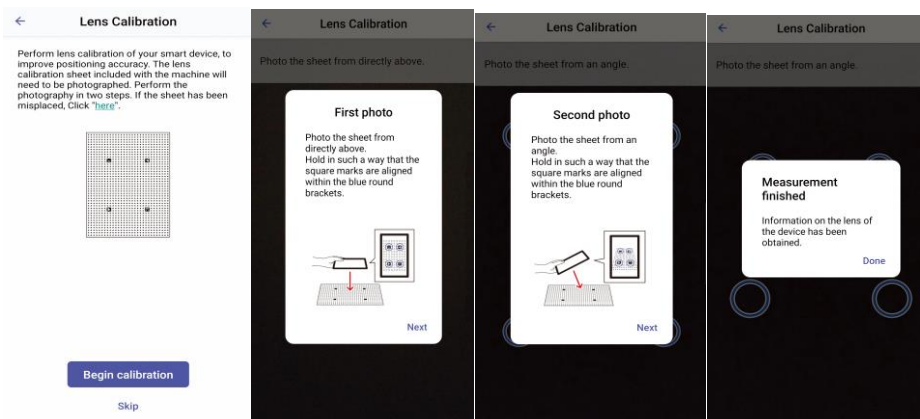 Lens Calibration
Perform lens calibration of your smart device, to
improve positioning accuracy. The lens
calibration sheet included with the machine will
need to be photographed. Perform the
photography in two steps. If the sheet has been
misplaced, Click "here".
Begin calibration
Skip
Lens Calibration
Photo the sheet from directly above.
First photo
Photo the sheet from
directly above.
Hold in such a way that the
square marks are aligned
within the blue round
brackets.
Next
Lens Calibration
Photo the sheet from an angle.
Second photo
Photo the sheet from an
angle.
Hold in such a way that the
square marks are aligned
within the blue round
brackets.
Next
Lens Calibration
Photo the sheet from an angle.
Measurement
finished
Information on the lens of
the device has been
obtained.
Done